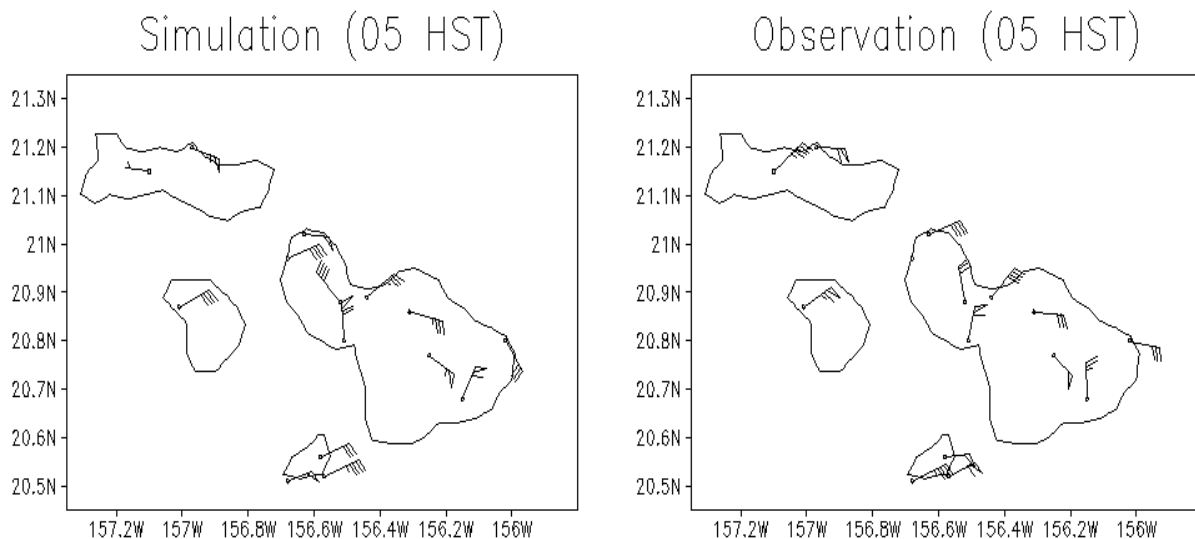 Simulation (05 HST)
Observation (05 HST)
21.3N
21.2N
21.1N
21N
20.9N
20.8N
20.7N
20.6N
20.5N
157.2W 157W 156.8W 156.6W 156.4W 156.2W 156W
21.3N
21.2N
21.1N
21N
20.9N
20.8N
20.7N
20.6N
20.5N
157.2W 157W 156.8W 156.6W 156.4W 156.2W 156W